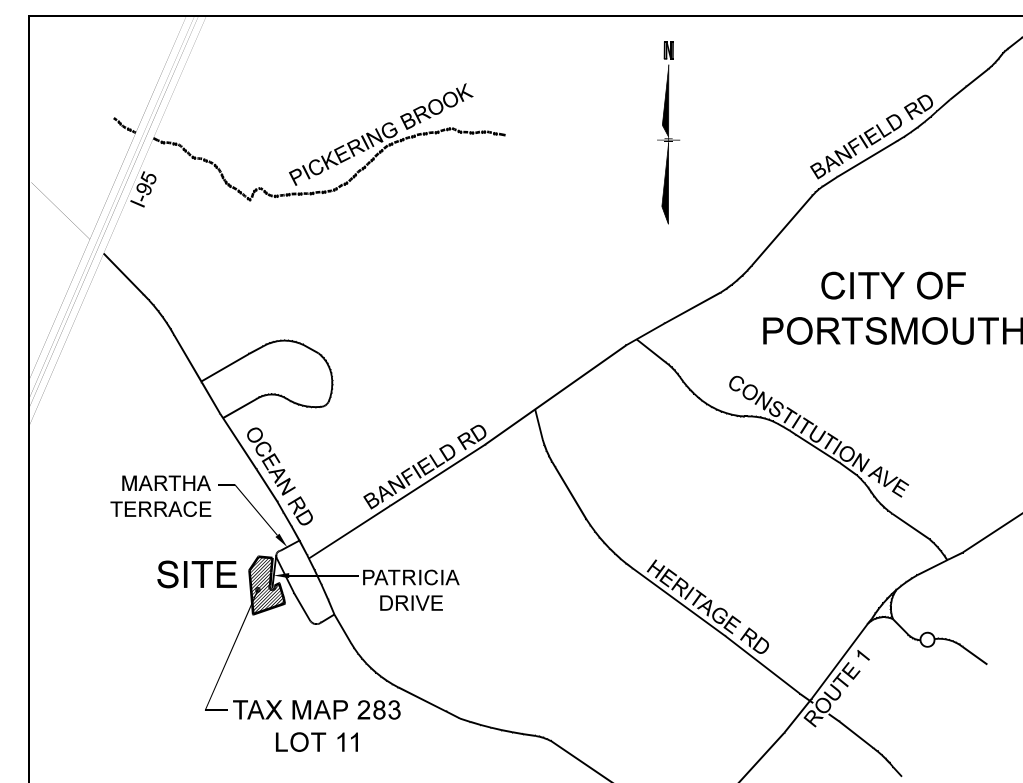 N
PICKERING BROOK
BANFIELD RD
I-95
CITY OF
PORTSMOUTH
CONSTITUTION AVE
OCEAN RD
BANFIELD RD
MARTHA
TERRACE
SITE
PATRICIA
DRIVE
HERITAGE RD
ROUTE 1
TAX MAP 283
LOT 11